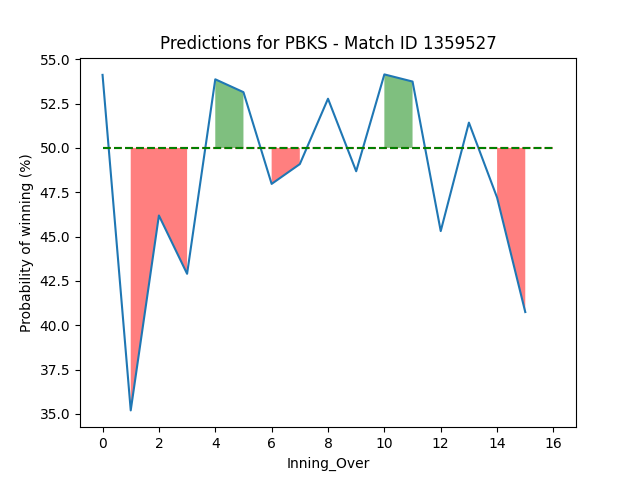 Predictions for PBKS - Match ID 1359527
Probability of winning (%)
55.0
52.5
50.0
47.5
45.0
42.5
40.0
37.5
35.0
0 2 4 6 8 10 12 14 16
Inning_Over